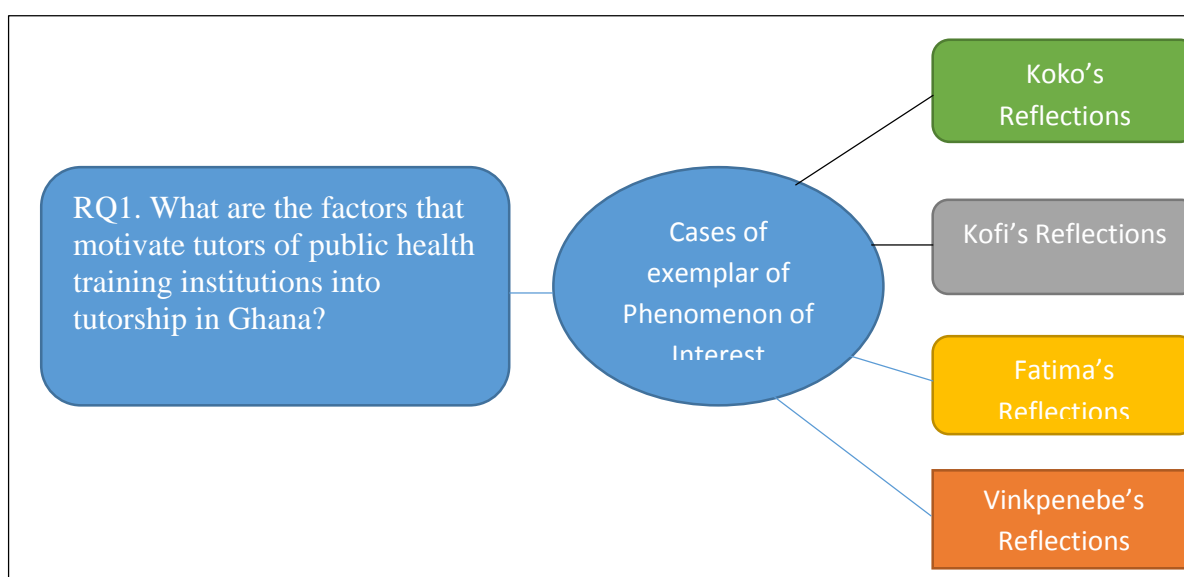 RQ1. What are the factors that
motivate tutors of public health
training institutions into
tutorship in Ghana?
Cases of
exemplar of
Phenomenon of
Interest
Koko’s
Reflections
Kofi’s Reflections
Fatima’s
Reflections
Vinkpenebe’s
Reflections